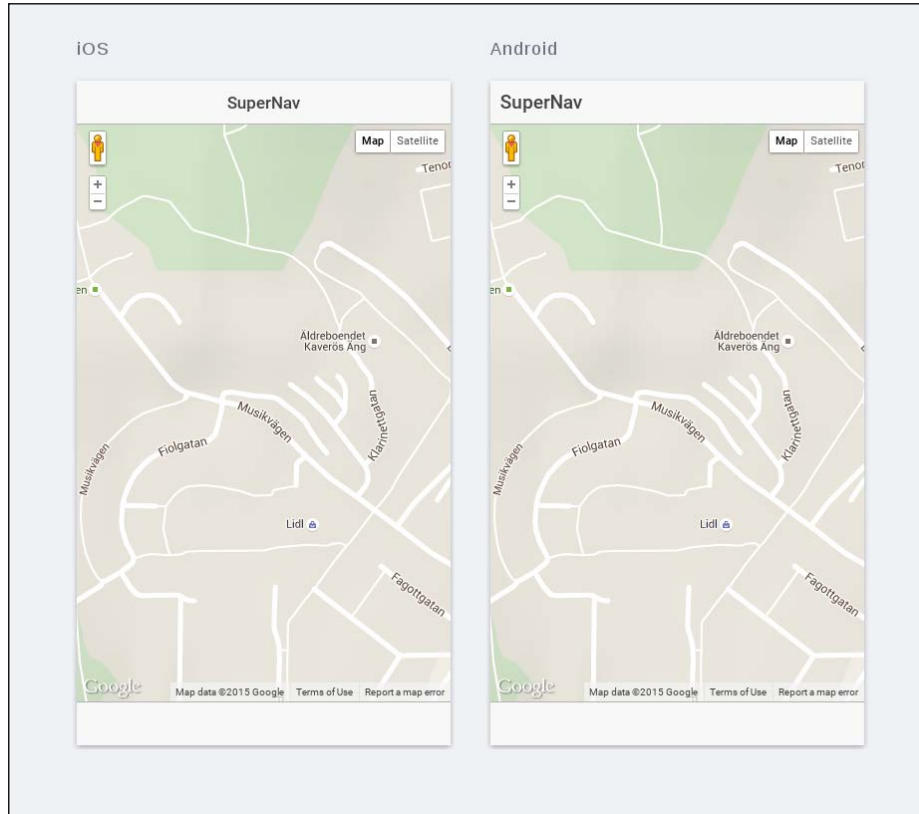 iOS
Android
SuperNav
Map Satellite
Tenor
en
Äldreboendet
Kaverös Äng
Musikvägen
Klarinettgatan
Fiolgatan
Musikvägen
Lidl
Fagottgatan
Google
Map data ©2015 Google Terms of Use Report a map error
SuperNav
Map Satellite
Tenor
en
Äldreboendet
Kaverös Äng
Musikvägen
Klarinettgatan
Fiolgatan
Musikvägen
Lidl
Fagottgatan
Google
Map data ©2015 Google Terms of Use Report a map error